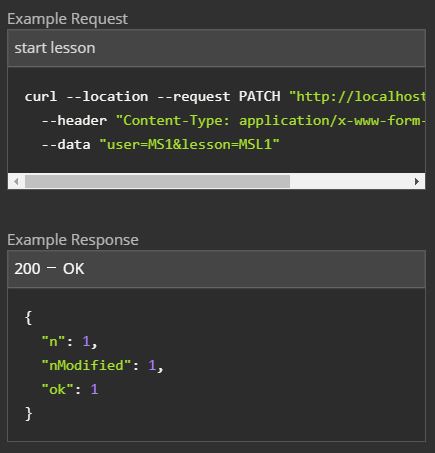 Example Request
start lesson
curl --location --request PATCH "http://localhost
--header "Content-Type: application/x-www-form-
--data "user=MS1&lesson=MSL1"
Example Response
200 – OK
{
"n": 1,
"nModified": 1,
"ok": 1
}